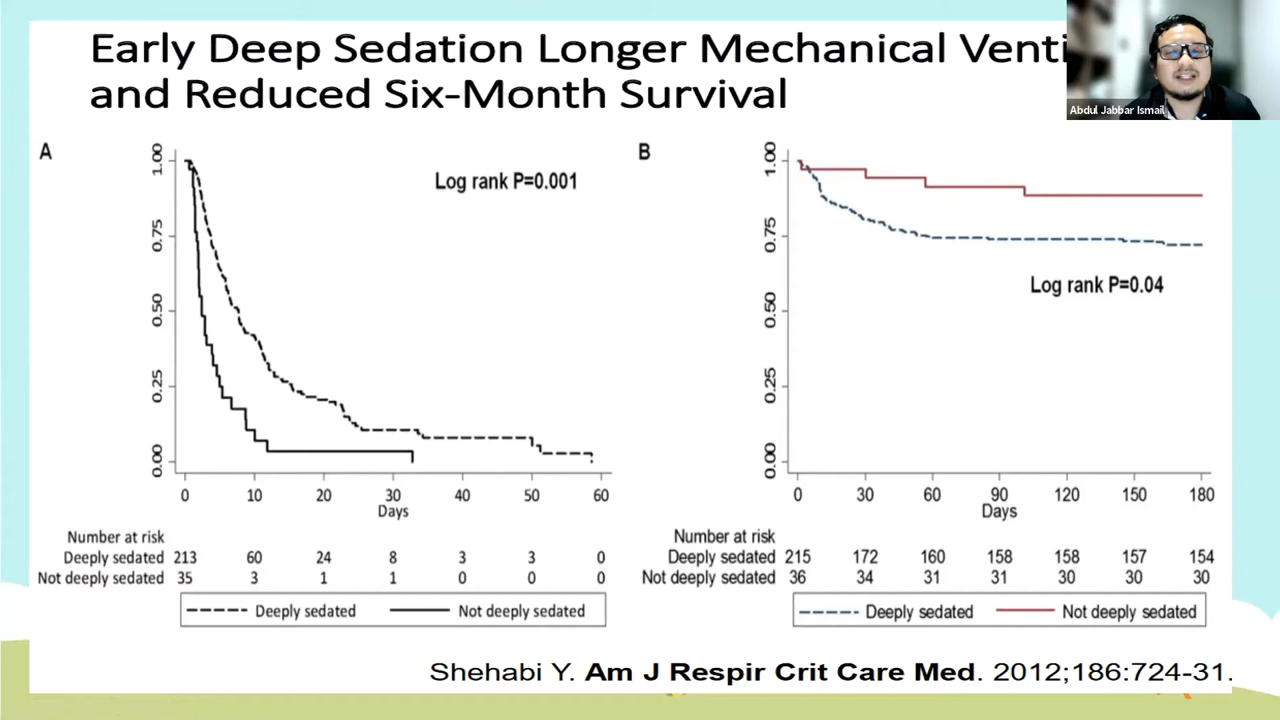 Early Deep Sedation Longer Mechanical Venti
and Reduced Six-Month Survival
Abdul Jabbar Ismail
A
Log rank P=0.001
1.00
0.75
0.50
0.25
0.00
0 10 20 30 40 50 60
Days
Number at risk
Deeply sedated 213 60 24 8 3 3 0
Not deeply sedated 35 3 1 1 0 0 0
Deeply sedated Not deeply sedated
B
1.00
0.75
0.50
0.25
0.00
Log rank P=0.04
0 30 60 90 120 150 180
Days
Number at risk
Deeply sedated 215 172 160 158 158 157 154
Not deeply sedated 36 34 31 31 30 30 30
Deeply sedated Not deeply sedated
Shehabi Y. Am J Respir Crit Care Med. 2012;186:724-31.